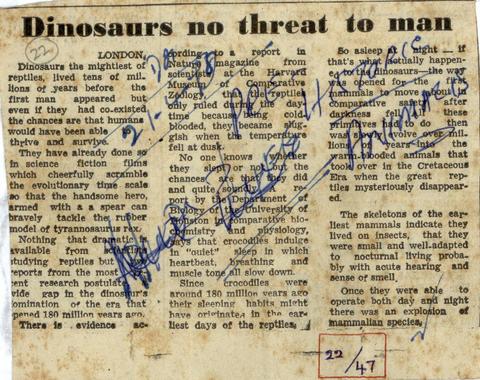 Dinosaurs no threat to man
22
LONDON,
Dinosaurs the mightiest of
reptiles, lived tens of mil-
lions of years before the
first man appeared but
even if they had co-existed
the chances are that humans
would have been able
thrive and survive.
They have already done so
in science fiction films
which cheerfully scramble
the evolutionary time scale
so that the handsome hero,
armed with a spear can
bravely tackle the rubber
model of tyrannosaurus rex.
Nothing that drastic
available from
studying reptiles but
reports from the most
cent research postulate
wide gap in the dinosaur's
domination of the era that
opened 180 million years ago.
There is evidence ac-
cording to a report in
Nature magazine from
scientists at the Harvard
Museum of Comparative
Zoology, the reptiles
only ruled in the day
time because being cold
blooded, they became slug-
gish when the temperature
fell at dusk.
No one knows whether
they slept or not but the
chances are that they did
and quite soundly. A re-
port by the Department of
Biology University of
Houston comparative bio-
chemistry and physiology,
says that crocodiles indulge
in "quiet" sleep in which
heartbeat, breathing and
muscle tone all slow down.
Since crocodiles were
around 180 million years ago
their sleeping habits might
have originated in the ear-
liest days of the reptiles.
So asleep at night — if
that's what actually happen-
ed to dinosaurs — the way
was opened for the first
mammals to move about in
comparative safety after
dark. All these
primitives had to do then
was to evolve over mil-
lions of years into the
warm blooded animals that
took over in the Cretaceous
Era when the great rep-
tiles mysteriously disappear-
ed.
The skeletons of the ear-
liest mammals indicate they
lived on insects, that they
were small and well-adapted
to nocturnal living proba-
bly with acute hearing and
sense of smell.
Once they were able to
operate both day and night
there was an explosion of
mammalian species.
22/47